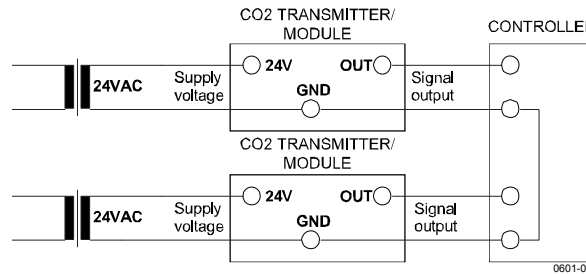 CO2 TRANSMITTER/
MODULE
CONTROLLE
24V
OUT
24VAC
Supply
voltage
GND
Signal
output
CO2 TRANSMITTER/
MODULE
24V
OUT
24VAC
Supply
voltage
GND
Signal
output
0601-0